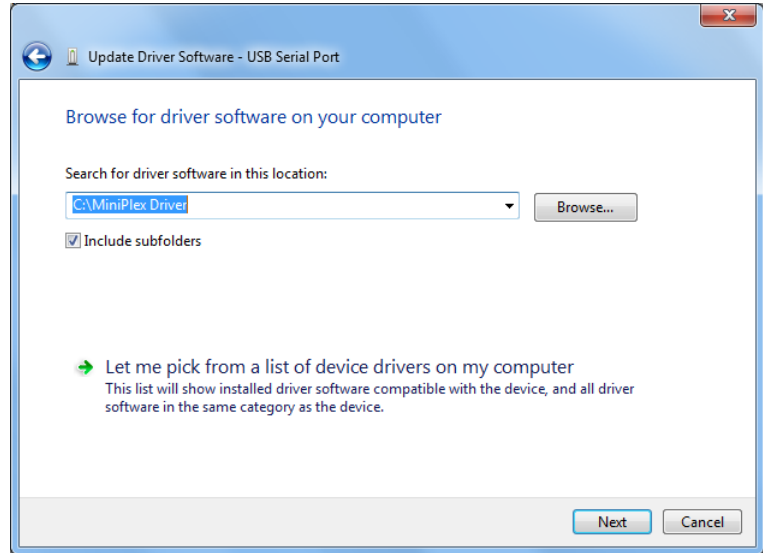 Update Driver Software - USB Serial Port
Browse for driver software on your computer
Search for driver software in this location:
C:\MiniPlex Driver
Browse...
Include subfolders
Let me pick from a list of device drivers on my computer
This list will show installed driver software compatible with the device, and all driver
software in the same category as the device.
Next
Cancel